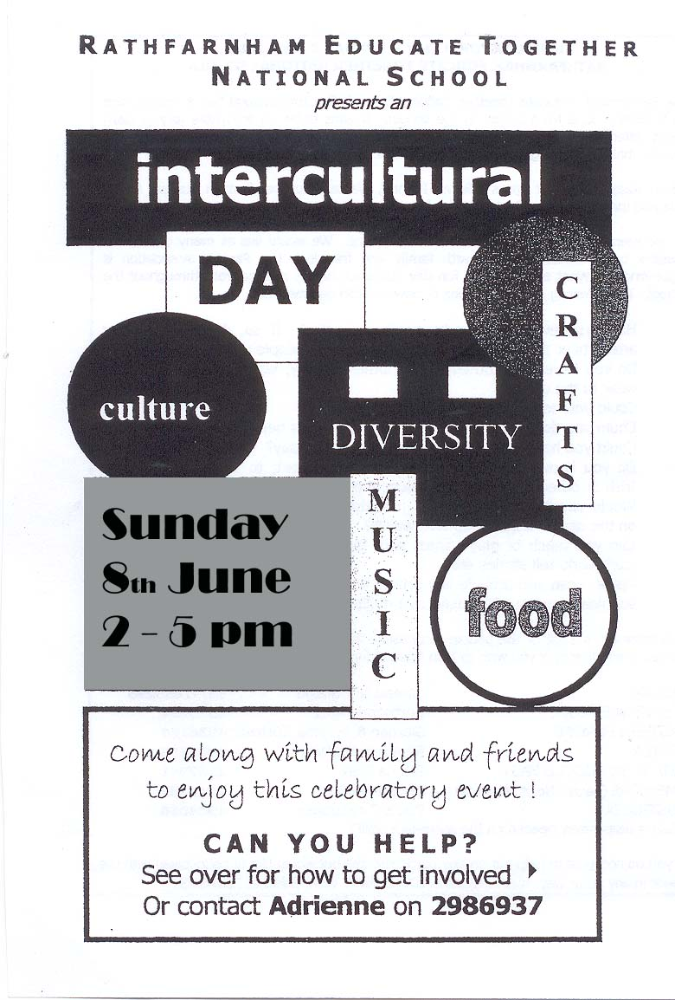 RATHFARNHAM EDUCATE TOGETHER
NATIONAL SCHOOL
presents an
intercultural
DAY
CRAFTS
culture
DIVERSITY
MUSIC
Sunday
8th June
2 - 5 pm
food
Come along with family and friends
to enjoy this celebratory event !
CAN YOU HELP?
See over for how to get involved
Or contact Adrienne on 2986937